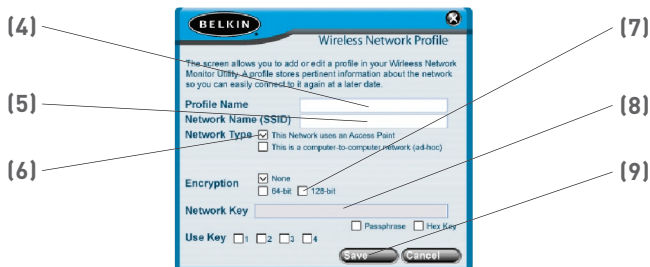 BELKIN
Wireless Network Profile
The screen allows you to add or edit a profile in your Wirleess Network
Monitor Utility. A profile stores pertinent information about the network
so you can easily connect to it again at a later date.
(4)
(7)
Profile Name
(5)
(8)
Network Name (SSID)
Network Type This Network uses an Access Point
This is a computer-to-computer network (ad-hoc)
(6)
(9)
Encryption None
64-bit 128-bit
Network Key
Passphrase Hex Key
Use Key 1 2 3 4
Save Cancel